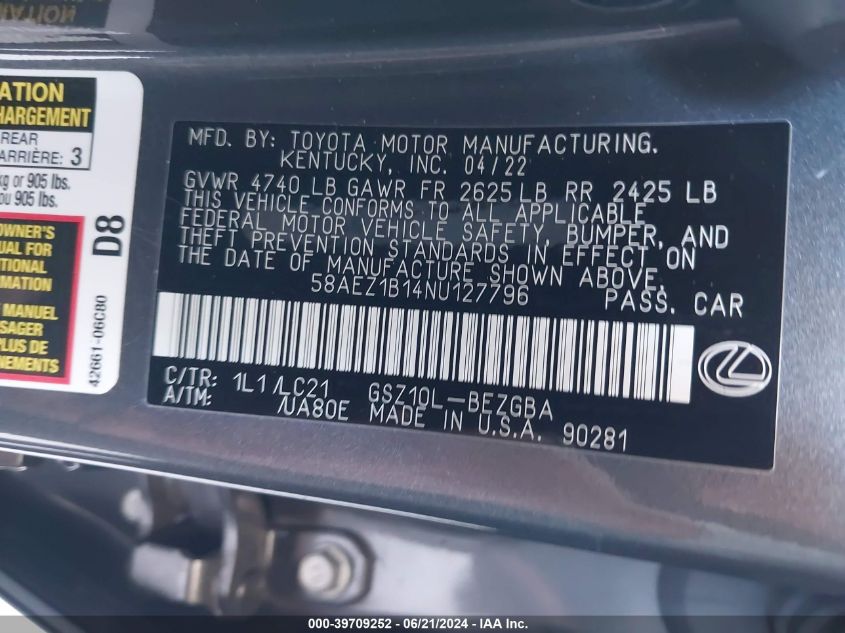 ATION
HARGEMENT
REAR
ARRIÈRE: 3
kg or 905 lbs.
ou 905 lbs.
OWNER'S
UAL FOR
ITIONAL
RMATION
MANUEL
SSAGER
PLUS DE
NEMENTS
D8
42661-06C80
MFD. BY: TOYOTA MOTOR MANUFACTURING.
KENTUCKY, INC. 04/22
GVWR 4740 LB GAWR FR 2625 LB RR 2425 LB
THIS VEHICLE CONFORMS TO ALL APPLICABLE
FEDERAL MOTOR VEHICLE SAFETY, BUMPER, AND
THEFT PREVENTION STANDARDS IN EFFECT ON
THE DATE OF MANUFACTURE SHOWN ABOVE.
58AEZ1B14NU127796 PASS. CAR
C/TR: 1L1/LC21 GSZ10L-BEZGBA
A/TM: /UA80E MADE IN U.S.A. 90281
000-39709252 / 06/21/2024 - IAA Inc.